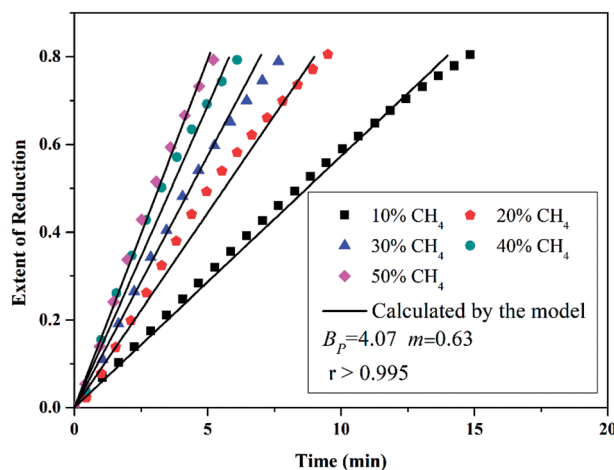 0.8
0.6
0.4
0.2
0.0
Extent of Reduction
10% CH₄ 20% CH₄
30% CH₄ 40% CH₄
50% CH₄
Calculated by the model
B_P=4.07 m=0.63
r > 0.995
0 5 10 15 20
Time (min)